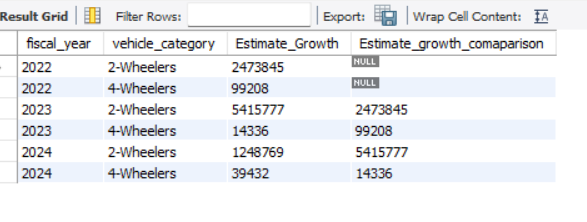 Result Grid Filter Rows: Export: Wrap Cell Content: IA
fiscal_year vehicle_category Estimate_Growth Estimate_growth_comaparison
2022 2-Wheelers 2473845 NULL
2022 4-Wheelers 99208 NULL
2023 2-Wheelers 5415777 2473845
2023 4-Wheelers 14336 99208
2024 2-Wheelers 1248769 5415777
2024 4-Wheelers 39432 14336